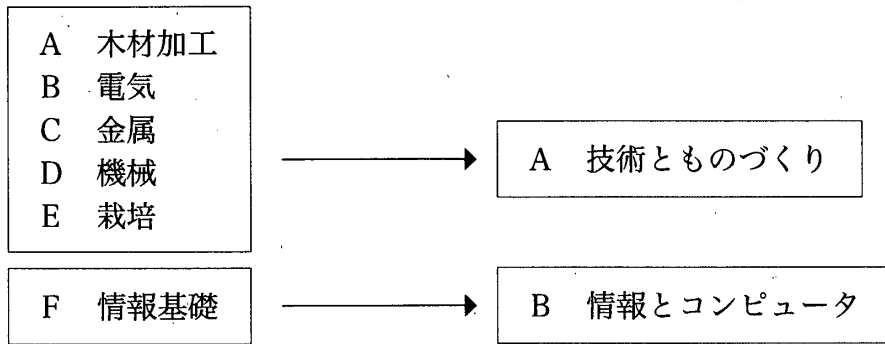 A 木材加工
B 電気
C 金属
D 機械
E 栽培
A 技術とものづくり
F 情報基礎
B 情報とコンピュータ